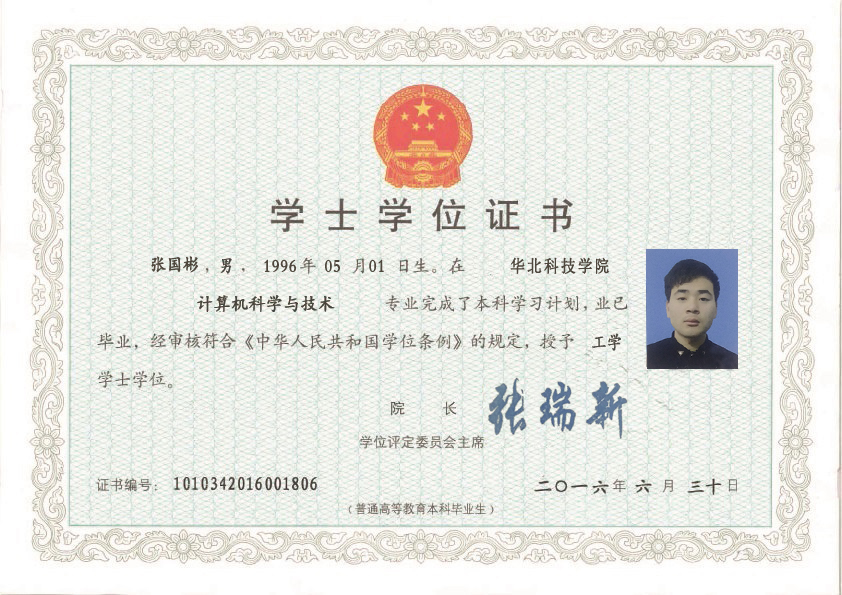 学士学位证书
张国彬，男，1996年 05 月01 日生。在 华北科技学院
计算机科学与技术 专业完成了本科学习计划，业已
毕业，经审核符合《中华人民共和国学位条例》的规定，授予 工学
学士学位。
院 长 张瑞新
学位评定委员会主席
证书编号：1010342016001806 二〇一六年 六 月 三十日
（普通高等教育本科毕业生）